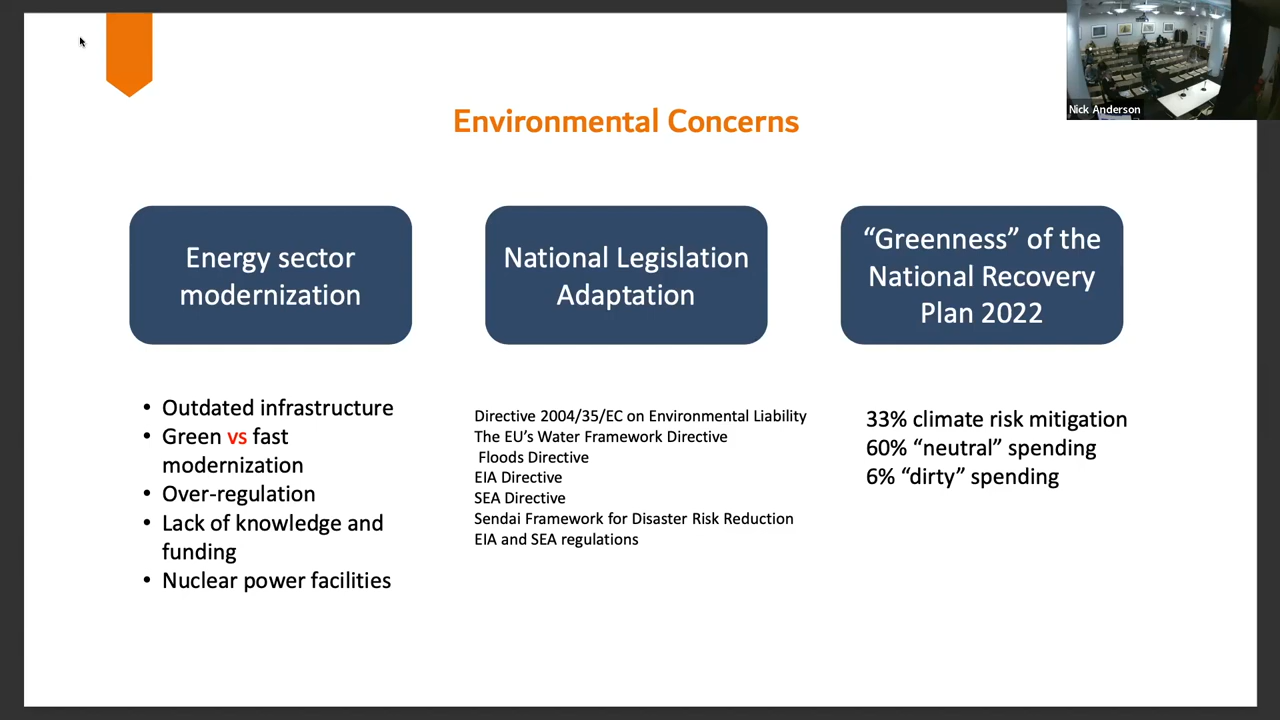 Nick Anderson
Environmental Concerns
Energy sector
modernization
National Legislation
Adaptation
“Greenness” of the
National Recovery
Plan 2022
• Outdated infrastructure
• Green vs fast
modernization
• Over-regulation
• Lack of knowledge and
funding
• Nuclear power facilities
Directive 2004/35/EC on Environmental Liability
The EU’s Water Framework Directive
Floods Directive
EIA Directive
SEA Directive
Sendai Framework for Disaster Risk Reduction
EIA and SEA regulations
33% climate risk mitigation
60% “neutral” spending
6% “dirty” spending